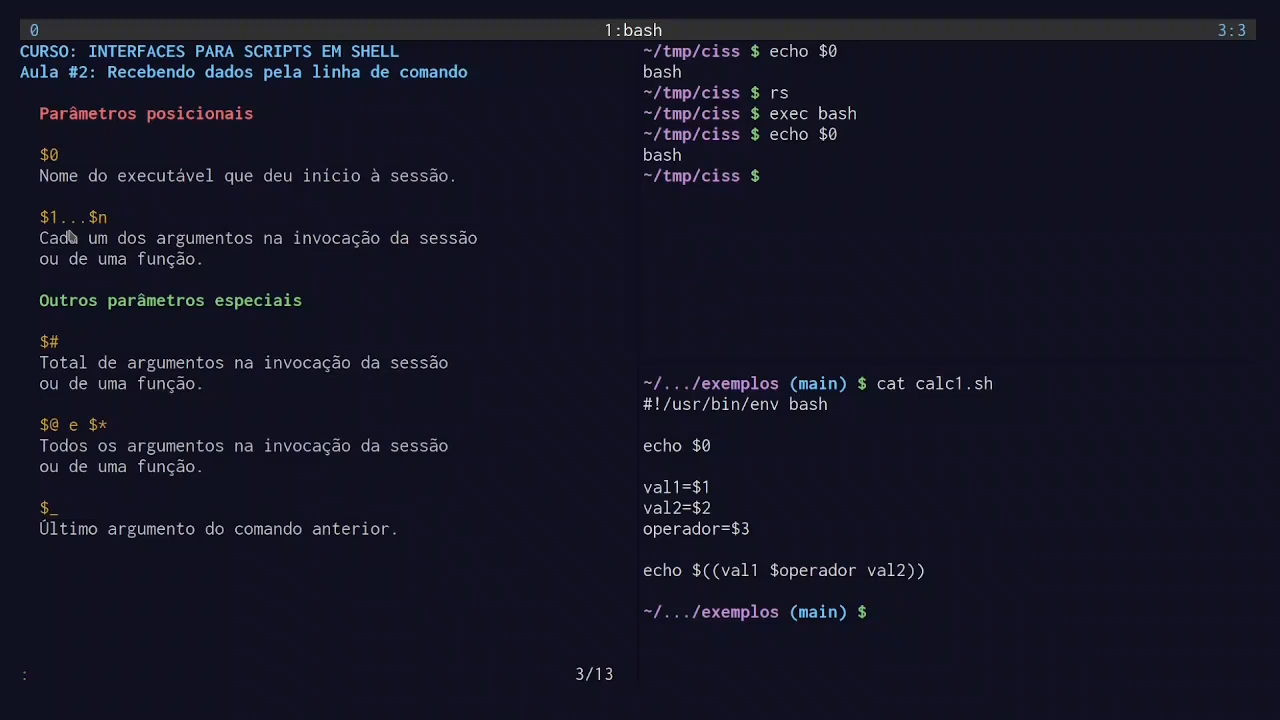 0 1:bash 3:3
CURSO: INTERFACES PARA SCRIPTS EM SHELL
Aula #2: Recebendo dados pela linha de comando
Parâmetros posicionais
$0
Nome do executável que deu início à sessão.
$1...$n
Cada um dos argumentos na invocação da sessão
ou de uma função.
Outros parâmetros especiais
$#
Total de argumentos na invocação da sessão
ou de uma função.
$@ e $*
Todos os argumentos na invocação da sessão
ou de uma função.
$_
Último argumento do comando anterior.
: 3/13
~/tmp/ciss $ echo $0
bash
~/tmp/ciss $ rs
~/tmp/ciss $ exec bash
~/tmp/ciss $ echo $0
bash
~/tmp/ciss $
~/.../exemplos (main) $ cat calc1.sh
#!/usr/bin/env bash
echo $0
val1=$1
val2=$2
operador=$3
echo $((val1 $operador val2))
~/.../exemplos (main) $